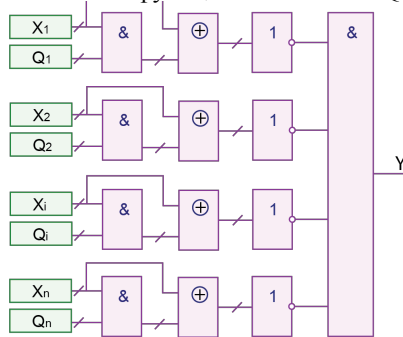 X1 & ⊕ 1 &
Q1
X2 & ⊕ 1
Q2
Y
Xi & ⊕ 1
Qi
Xn & ⊕ 1
Qn